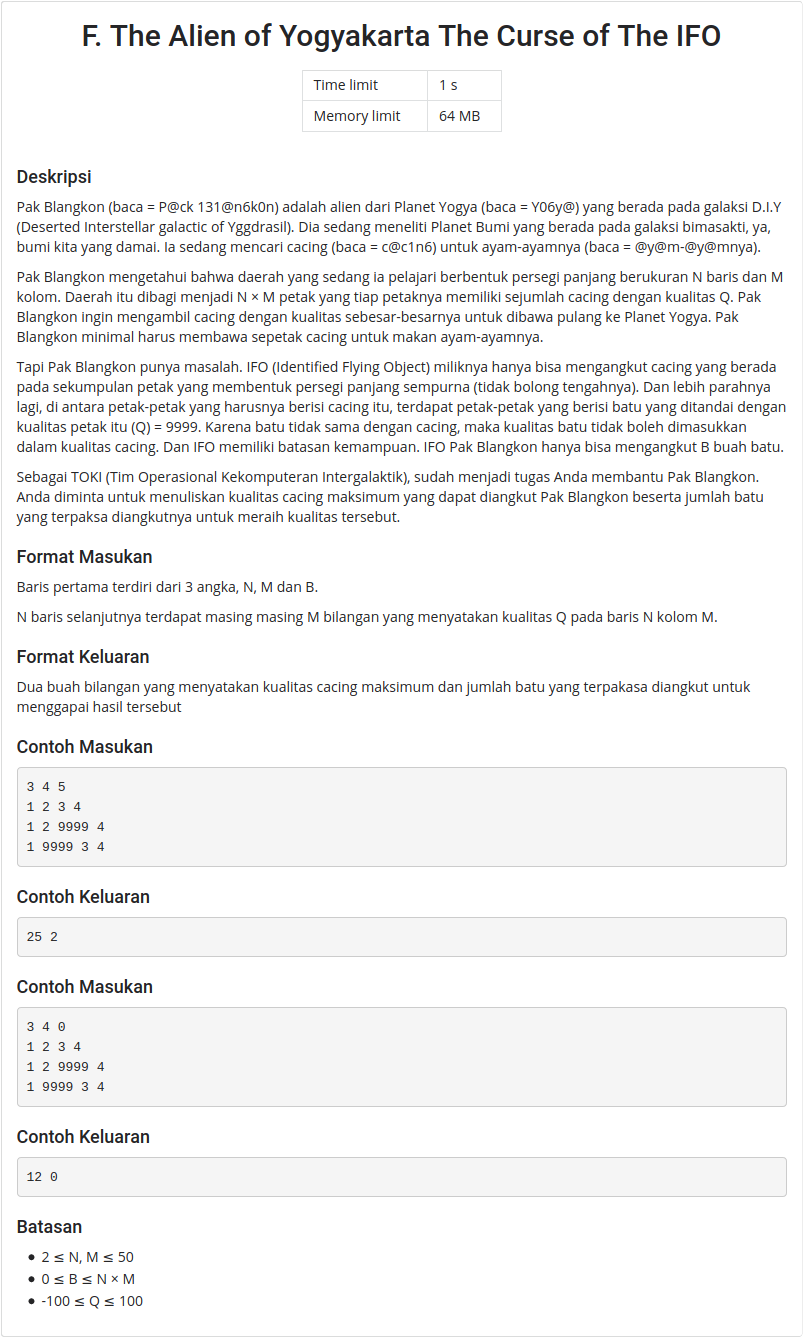 F. The Alien of Yogyakarta The Curse of The IFO
Time limit 1 s
Memory limit 64 MB
Deskripsi
Pak Blangkon (baca = P@ck 131@n6k0n) adalah alien dari Planet Yogya (baca = Y06y@) yang berada pada galaksi D.I.Y
(Deserted Interstellar galactic of Yggdrasil). Dia sedang meneliti Planet Bumi yang berada pada galaksi bimasakti, ya,
bumi kita yang damai. Ia sedang mencari cacing (baca = c@c1n6) untuk ayam-ayamnya (baca = @y@m-@y@mnya).
Pak Blangkon mengetahui bahwa daerah yang sedang ia pelajari berbentuk persegi panjang berukuran N baris dan M
kolom. Daerah itu dibagi menjadi N × M petak yang tiap petaknya memiliki sejumlah cacing dengan kualitas Q. Pak
Blangkon ingin mengambil cacing dengan kualitas sebesar-besarnya untuk dibawa pulang ke Planet Yogya. Pak
Blangkon minimal harus membawa sepetak cacing untuk makan ayam-ayamnya.
Tapi Pak Blangkon punya masalah. IFO (Identified Flying Object) miliknya hanya bisa mengangkut cacing yang berada
pada sekumpulan petak yang membentuk persegi panjang sempurna (tidak bolong tengahnya). Dan lebih parahnya
lagi, di antara petak-petak yang harusnya berisi cacing itu, terdapat petak-petak yang berisi batu yang ditandai dengan
kualitas petak itu (Q) = 9999. Karena batu tidak sama dengan cacing, maka kualitas batu tidak boleh dimasukkan
dalam kualitas cacing. Dan IFO memiliki batasan kemampuan. IFO Pak Blangkon hanya bisa mengangkut B buah batu.
Sebagai TOKI (Tim Operasional Kekomputeran Intergalaktik), sudah menjadi tugas Anda membantu Pak Blangkon.
Anda diminta untuk menuliskan kualitas cacing maksimum yang dapat diangkut Pak Blangkon beserta jumlah batu
yang terpaksa diangkutnya untuk meraih kualitas tersebut.
Format Masukan
Baris pertama terdiri dari 3 angka, N, M dan B.
N baris selanjutnya terdapat masing masing M bilangan yang menyatakan kualitas Q pada baris N kolom M.
Format Keluaran
Dua buah bilangan yang menyatakan kualitas cacing maksimum dan jumlah batu yang terpakasa diangkut untuk
menggapai hasil tersebut
Contoh Masukan
3 4 5
1 2 3 4
1 2 9999 4
1 9999 3 4
Contoh Keluaran
25 2
Contoh Masukan
3 4 0
1 2 3 4
1 2 9999 4
1 9999 3 4
Contoh Keluaran
12 0
Batasan
• 2 ≤ N, M ≤ 50
• 0 ≤ B ≤ N × M
• -100 ≤ Q ≤ 100